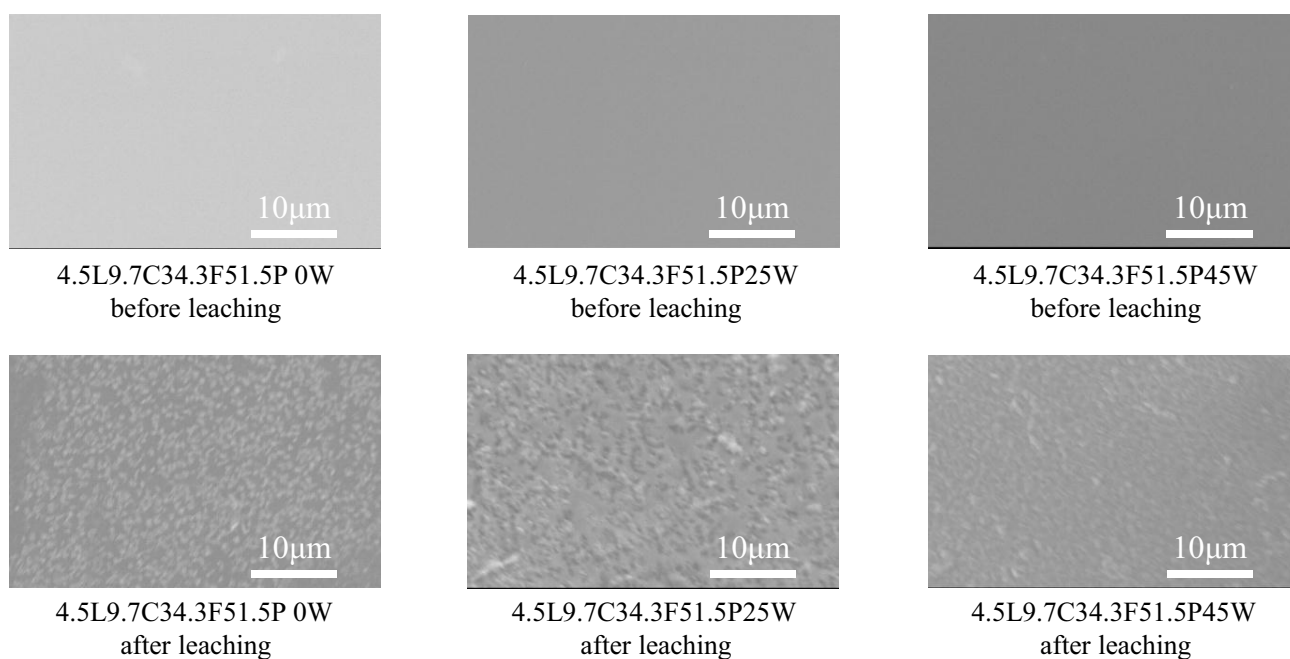 10μm
10μm
10μm
4.5L9.7C34.3F51.5P 0W
before leaching
4.5L9.7C34.3F51.5P25W
before leaching
4.5L9.7C34.3F51.5P45W
before leaching
10μm
10μm
10μm
4.5L9.7C34.3F51.5P 0W
after leaching
4.5L9.7C34.3F51.5P25W
after leaching
4.5L9.7C34.3F51.5P45W
after leaching